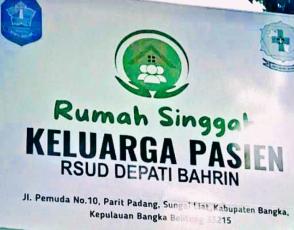 Rumah Singgah
KELUARGA PASIEN
RSUD DEPATI BAHRIN
Jl. Pemuda No.10, Parit Padang, Sungai Liat, Kabupaten Bangka,
Kepulauan Bangka Belitung 33215